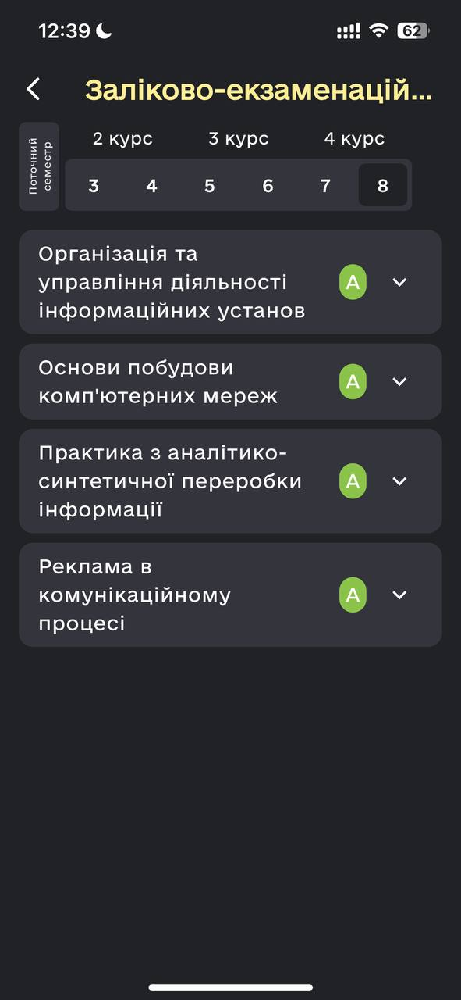 12:39
62
Заліково-екзаменацій...
Поточний
семестр
2 курс
3 курс
4 курс
3
4
5
6
7
8
Організація та
управління діяльності
інформаційних установ
A
Основи побудови
комп'ютерних мереж
A
Практика з аналітико-
синтетичної переробки
інформації
A
Реклама в
комунікаційному
процесі
A